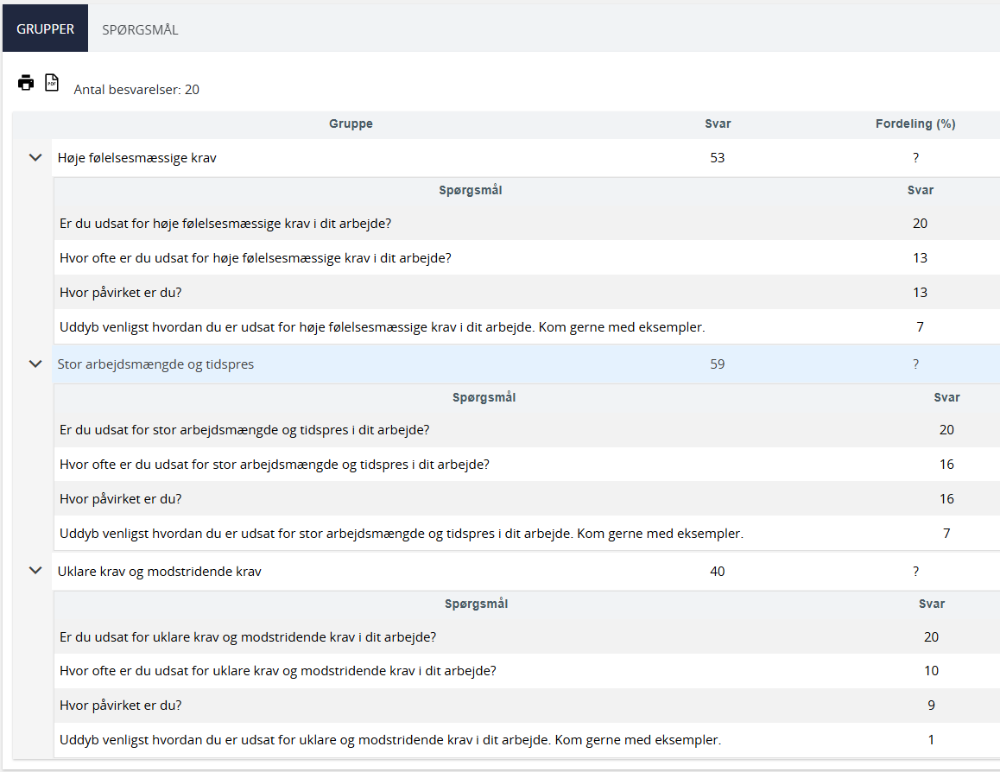 GRUPPER SPØRGSMÅL
PDF Antal besvarelser: 20
Gruppe Svar Fordeling (%)
Høje følelsesmæssige krav 53 ?
Spørgsmål Svar
Er du udsat for høje følelsesmæssige krav i dit arbejde? 20
Hvor ofte er du udsat for høje følelsesmæssige krav i dit arbejde? 13
Hvor påvirket er du? 13
Uddyb venligst hvordan du er udsat for høje følelsesmæssige krav i dit arbejde. Kom gerne med eksempler. 7
Stor arbejdsmængde og tidspres 59 ?
Spørgsmål Svar
Er du udsat for stor arbejdsmængde og tidspres i dit arbejde? 20
Hvor ofte er du udsat for stor arbejdsmængde og tidspres i dit arbejde? 16
Hvor påvirket er du? 16
Uddyb venligst hvordan du er udsat for stor arbejdsmængde og tidspres i dit arbejde. Kom gerne med eksempler. 7
Uklare krav og modstridende krav 40 ?
Spørgsmål Svar
Er du udsat for uklare krav og modstridende krav i dit arbejde? 20
Hvor ofte er du udsat for uklare krav og modstridende krav i dit arbejde? 10
Hvor påvirket er du? 9
Uddyb venligst hvordan du er udsat for uklare og modstridende krav i dit arbejde. Kom gerne med eksempler. 1